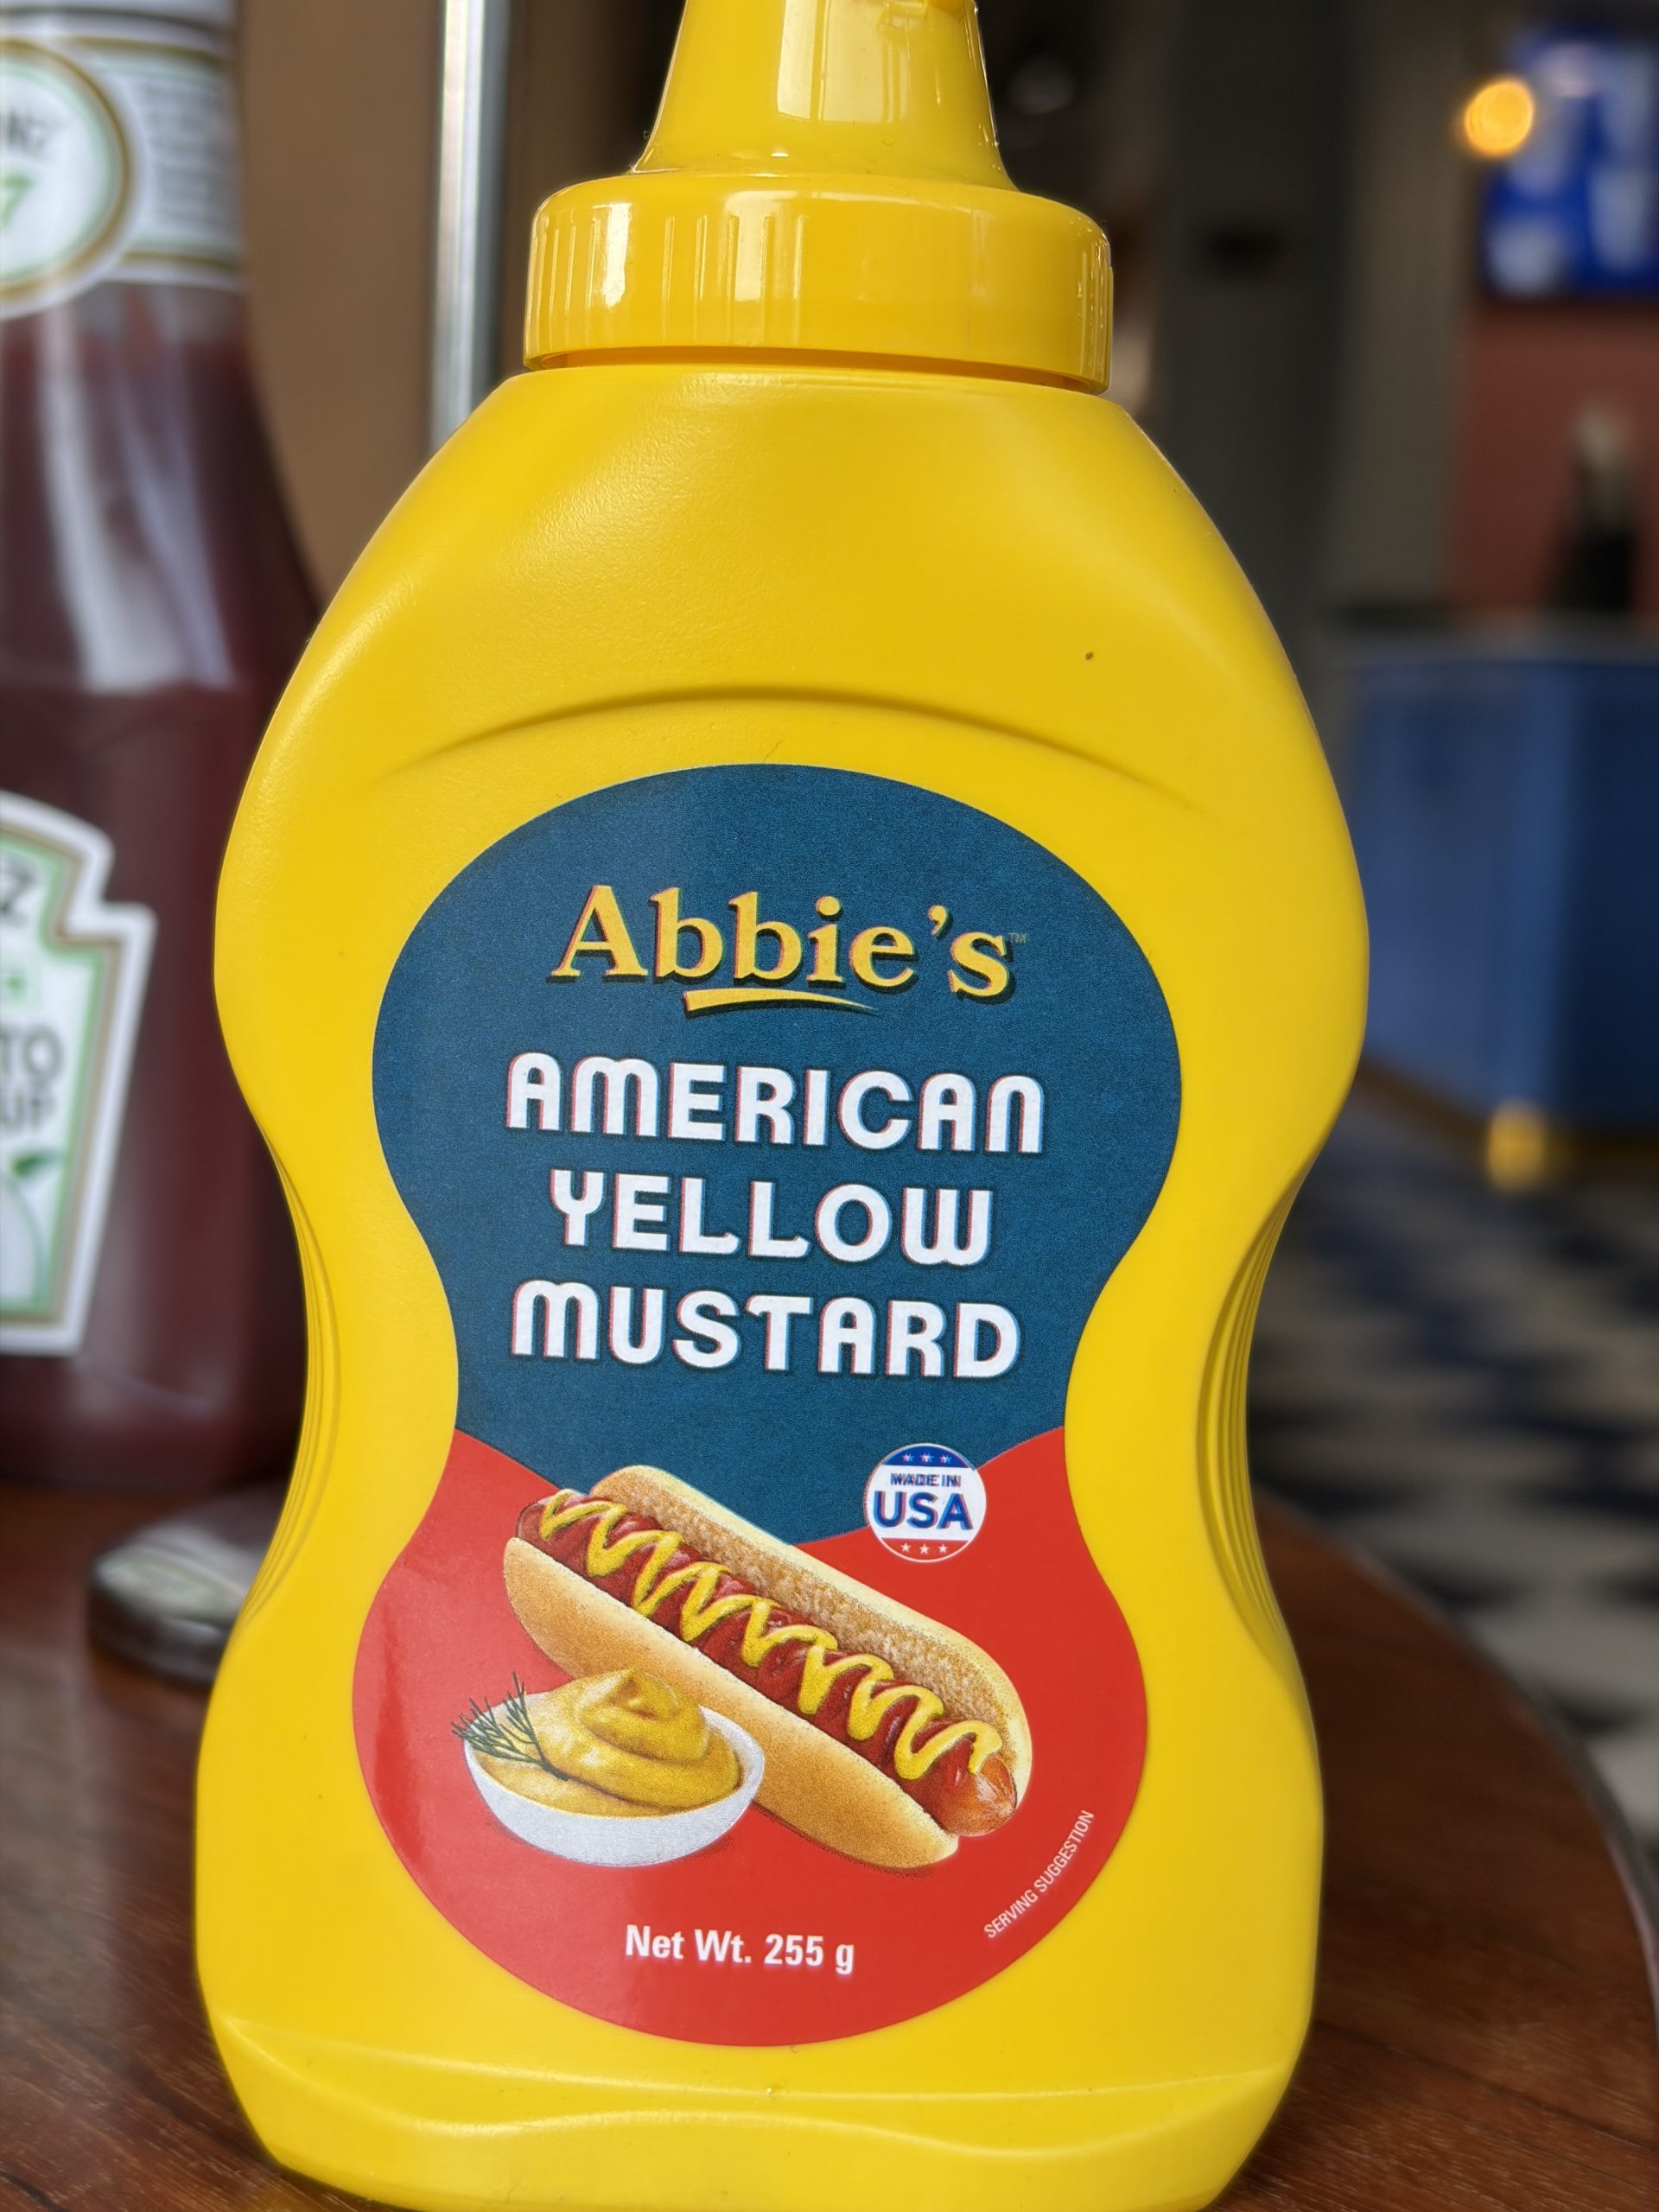 Abbie's™
AMERICAN
YELLOW
MUSTARD
MADE IN
USA
SERVING SUGGESTION
Net Wt. 255 g